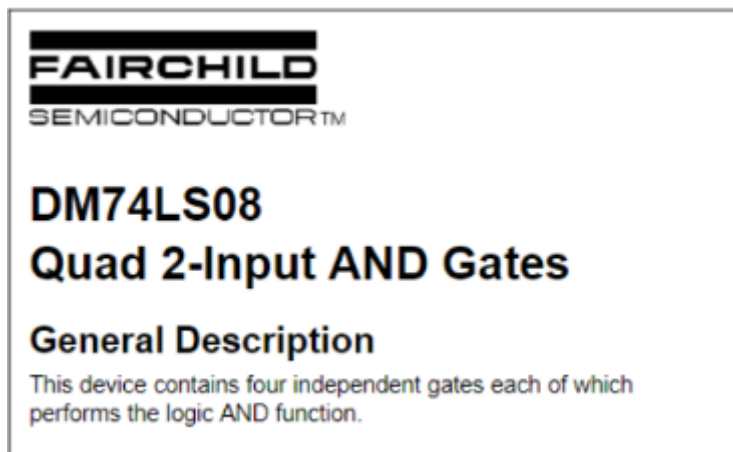 FAIRCHILD
SEMICONDUCTOR™
DM74LS08
Quad 2-Input AND Gates
General Description
This device contains four independent gates each of which
performs the logic AND function.